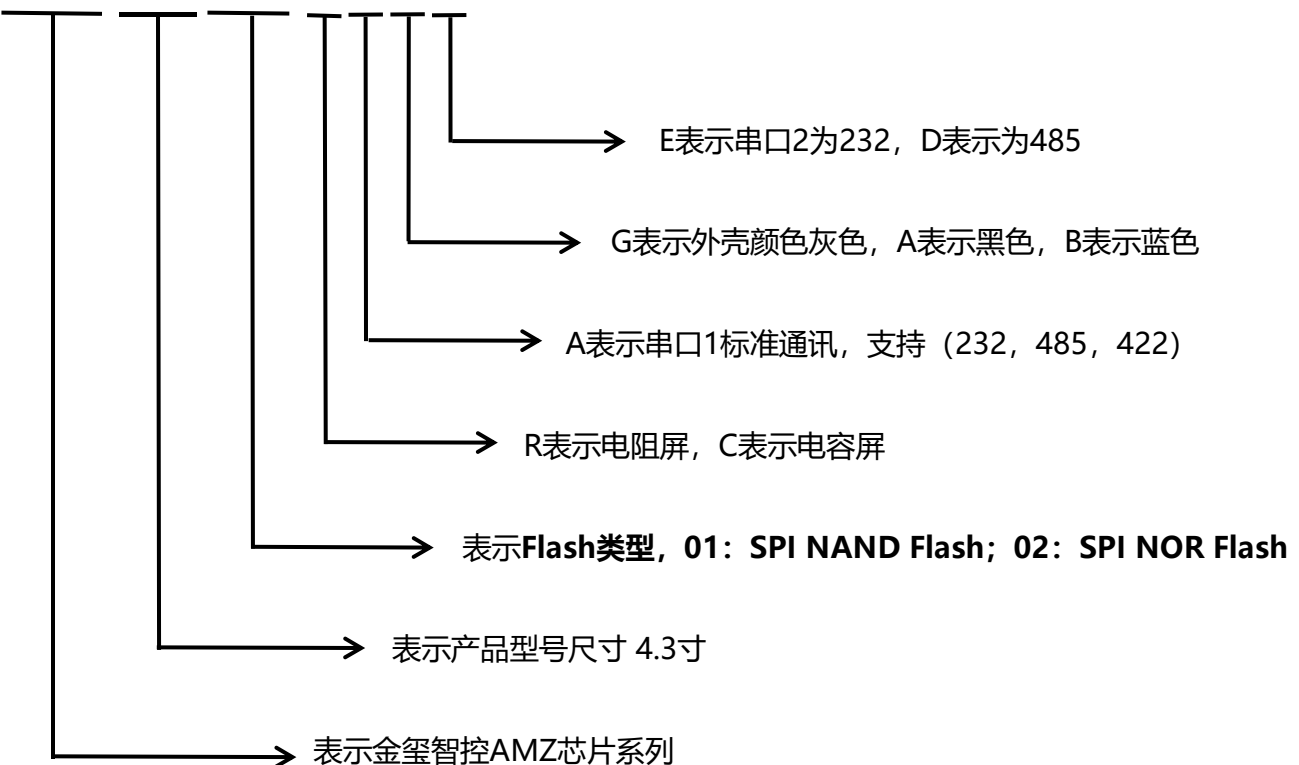 E表示串口2为232，D表示为485
G表示外壳颜色灰色，A表示黑色，B表示蓝色
A表示串口1标准通讯，支持（232，485，422）
R表示电阻屏，C表示电容屏
表示Flash类型，01：SPI NAND Flash；02：SPI NOR Flash
表示产品型号尺寸 4.3寸
表示金玺智控AMZ芯片系列